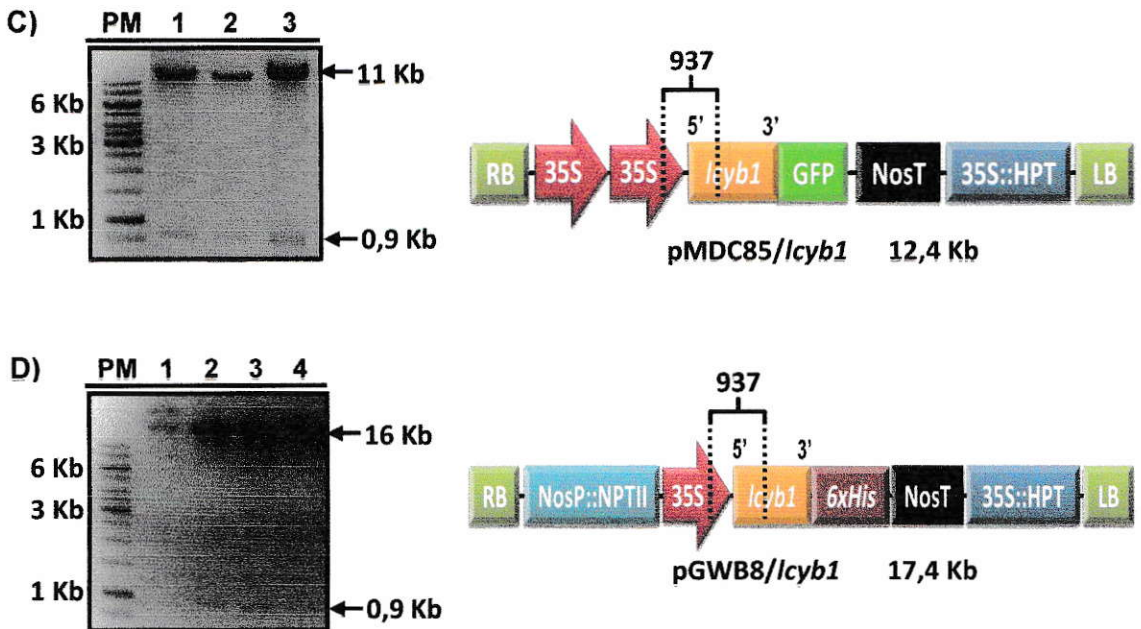 C)
PM 1 2 3
6 Kb
3 Kb
1 Kb
11 Kb
0,9 Kb
937
5’ 3’
RB 35S 35S lcyb1 GFP NosT 35S::HPT LB
pMDC85/lcyb1 12,4 Kb
D)
PM 1 2 3 4
6 Kb
3 Kb
1 Kb
16 Kb
0,9 Kb
937
5’ 3’
RB NosP::NPTII 35S lcyb1 6xHis NosT 35S::HPT LB
pGWB8/lcyb1 17,4 Kb